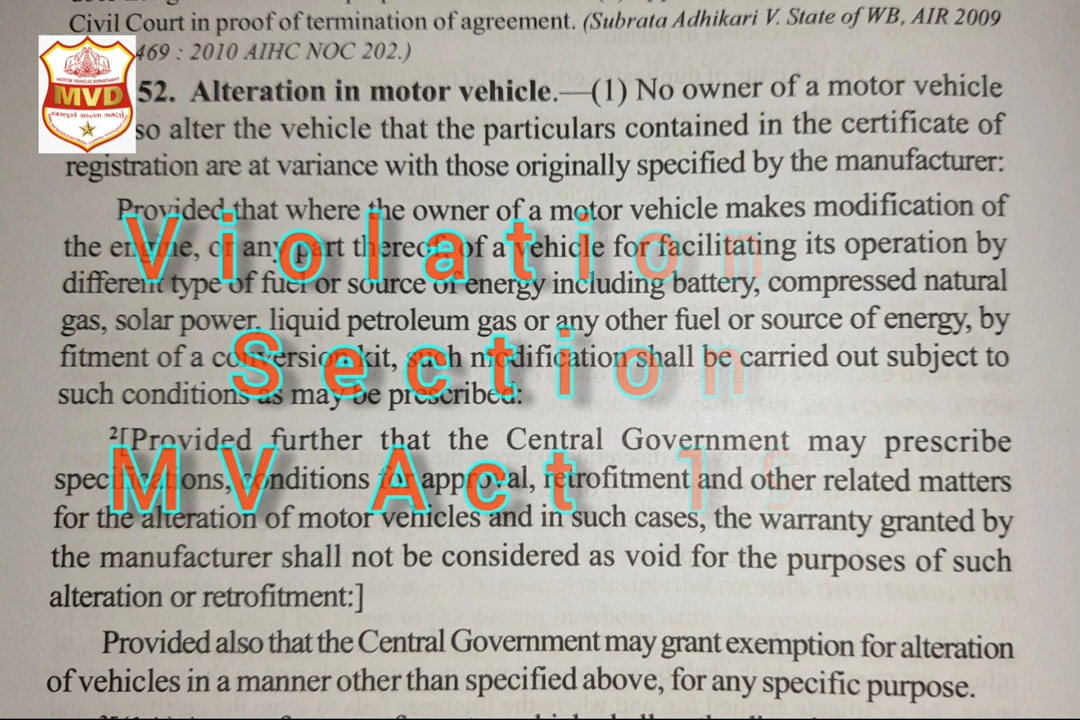 Civil Court in proof of termination of agreement. (Subrata Adhikari V. State of WB, AIR 2009
469 : 2010 AIHC NOC 202.)
MOTOR VEHICLES DEPARTMENT
MVD
52. Alteration in motor vehicle.—(1) No owner of a motor vehicle
so alter the vehicle that the particulars contained in the certificate of
registration are at variance with those originally specified by the manufacturer:
Provided that where the owner of a motor vehicle makes modification of
the engine, or any part thereof, of a vehicle for facilitating its operation by
different type of fuel or source of energy including battery, compressed natural
gas, solar power, liquid petroleum gas or any other fuel or source of energy, by
fitment of a conversion kit, such modification shall be carried out subject to
such conditions as may be prescribed:
2[Provided further that the Central Government may prescribe
specifications, conditions for approval, retrofitment and other related matters
for the alteration of motor vehicles and in such cases, the warranty granted by
the manufacturer shall not be considered as void for the purposes of such
alteration or retrofitment:]
Provided also that the Central Government may grant exemption for alteration
of vehicles in a manner other than specified above, for any specific purpose.
Violation
Section
MV Act 1